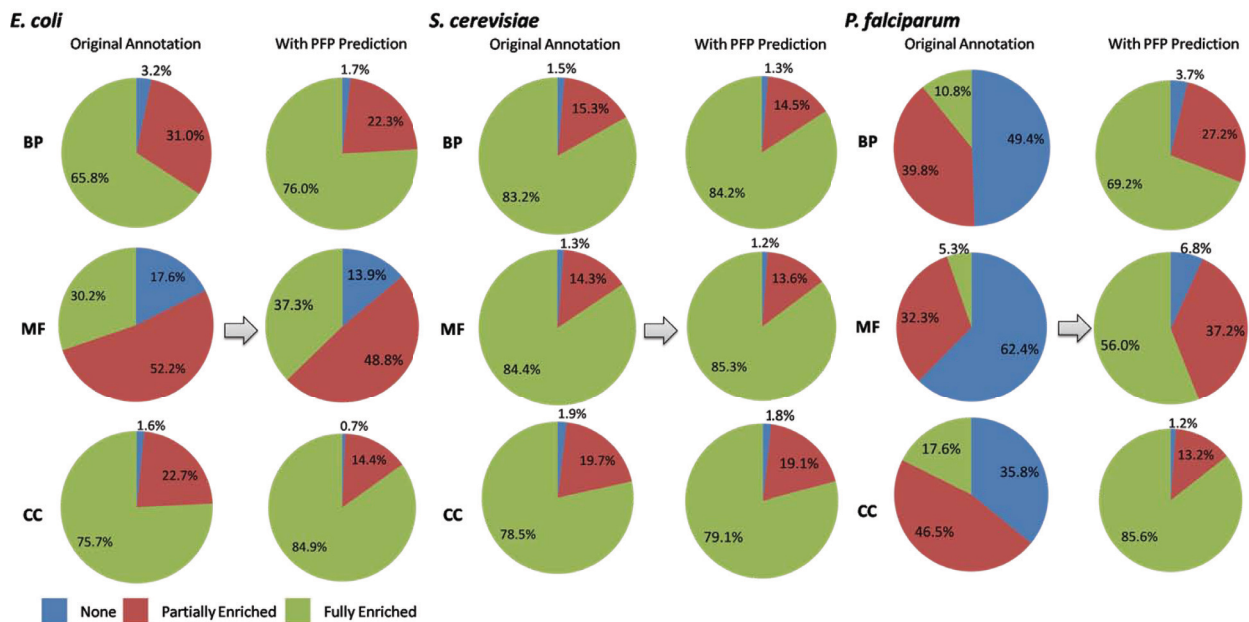 E. coli
Original Annotation
With PFP Prediction
BP
3.2%
31.0%
65.8%
1.7%
22.3%
76.0%
MF
17.6%
30.2%
52.2%
13.9%
37.3%
48.8%
CC
1.6%
22.7%
75.7%
0.7%
14.4%
84.9%
S. cerevisiae
Original Annotation
With PFP Prediction
BP
1.5%
15.3%
83.2%
1.3%
14.5%
84.2%
MF
1.3%
14.3%
84.4%
1.2%
13.6%
85.3%
CC
1.9%
19.7%
78.5%
1.8%
19.1%
79.1%
P. falciparum
Original Annotation
With PFP Prediction
BP
10.8%
49.4%
39.8%
3.7%
27.2%
69.2%
MF
5.3%
32.3%
62.4%
6.8%
37.2%
56.0%
CC
17.6%
35.8%
46.5%
1.2%
13.2%
85.6%
None
Partially Enriched
Fully Enriched